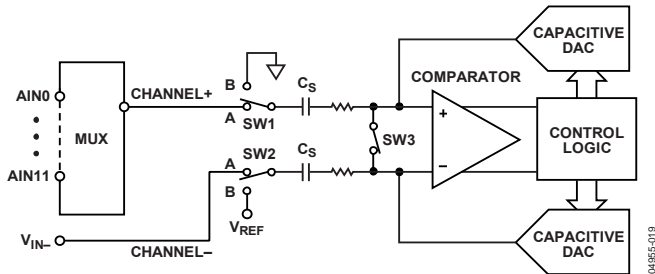 CAPACITIVE
DAC
COMPARATOR
B
CHANNEL+
CS
AIN0
A
SW1
+
MUX
SW3
CONTROL
LOGIC
SW2
CS
A
–
AIN11
B
VREF
VIN–
CHANNEL–
CAPACITIVE
DAC
04955-019